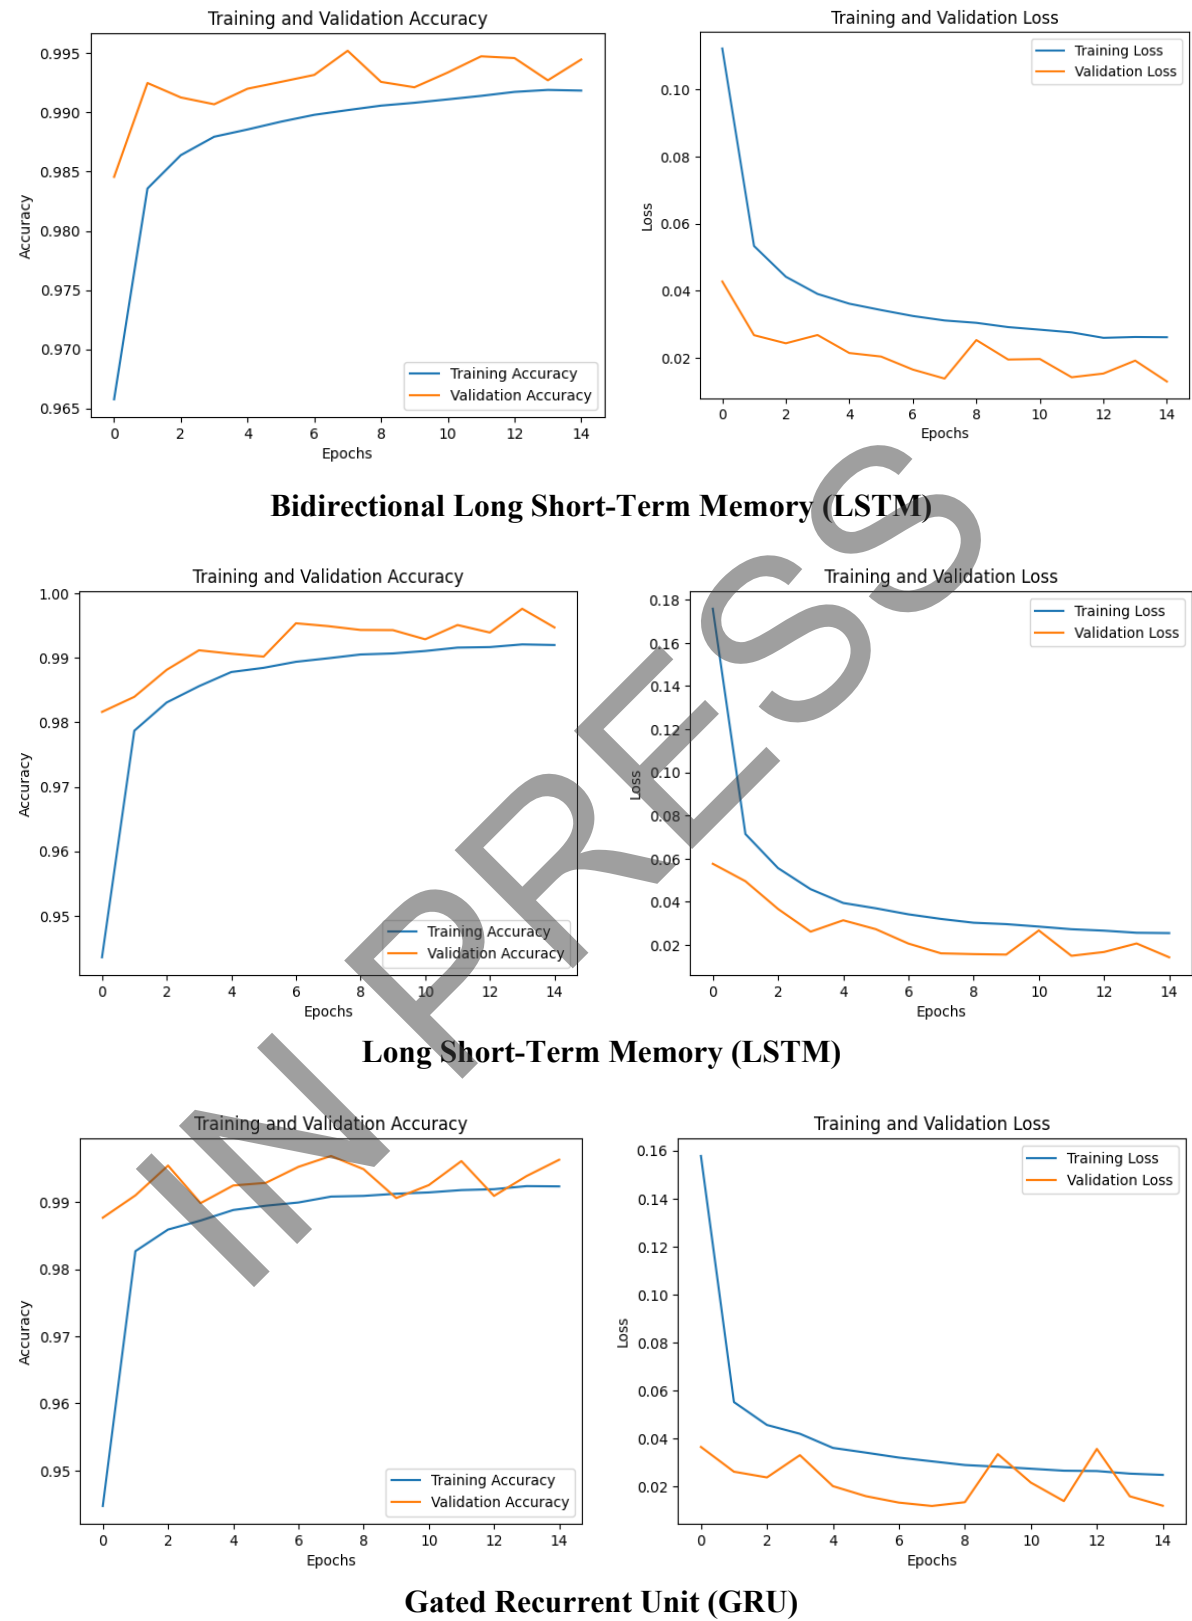 Training and Validation Accuracy
0.995
0.990
0.985
0.980
0.975
0.970
0.965
Accuracy
0 2 4 6 8 10 12 14
Epochs
Training Accuracy
Validation Accuracy
Training and Validation Loss
0.10
0.08
0.06
0.04
0.02
Loss
0 2 4 6 8 10 12 14
Epochs
Training Loss
Validation Loss
Bidirectional Long Short-Term Memory (LSTM)
Training and Validation Accuracy
1.00
0.99
0.98
0.97
0.96
0.95
Accuracy
0 2 4 6 8 10 12 14
Epochs
Training Accuracy
Validation Accuracy
Training and Validation Loss
0.18
0.16
0.14
0.12
0.10
0.08
0.06
0.04
0.02
Loss
0 2 4 6 8 10 12 14
Epochs
Training Loss
Validation Loss
Long Short-Term Memory (LSTM)
Training and Validation Accuracy
0.99
0.98
0.97
0.96
0.95
Accuracy
0 2 4 6 8 10 12 14
Epochs
Training Accuracy
Validation Accuracy
Training and Validation Loss
0.16
0.14
0.12
0.10
0.08
0.06
0.04
0.02
Loss
0 2 4 6 8 10 12 14
Epochs
Training Loss
Validation Loss
Gated Recurrent Unit (GRU)
IN PRESS